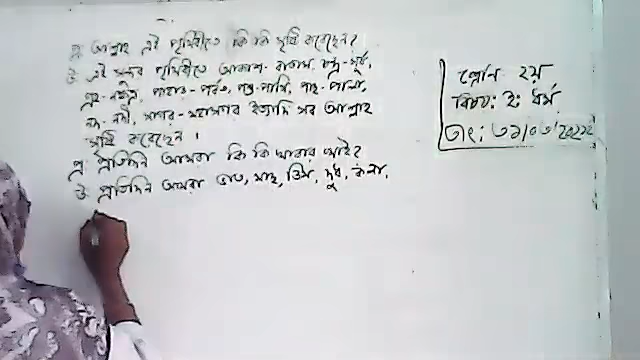 প্র: আল্লাহ এই পৃথিবীতে কি কি সৃষ্টি করেছেন?
উ: এই সুন্দর পৃথিবীতে আকাশ-বাতাস, চন্দ্র-সূর্য,
গ্রহ-নক্ষত্র, পাহাড়-পর্বত, পশু-পাখি, গাছ-পালা,
নদ-নদী, সাগর-মহাসাগর ইত্যাদি সব আল্লাহ
সৃষ্টি করেছেন।
প্র: প্রতিদিন আমরা কি কি খাবার খাই?
উ: প্রতিদিন আমরা ভাত, মাছ, ডিম, দুধ, কলা,
শ্রেণি ২য়
বিষয়: ই: ধর্ম
তাং: